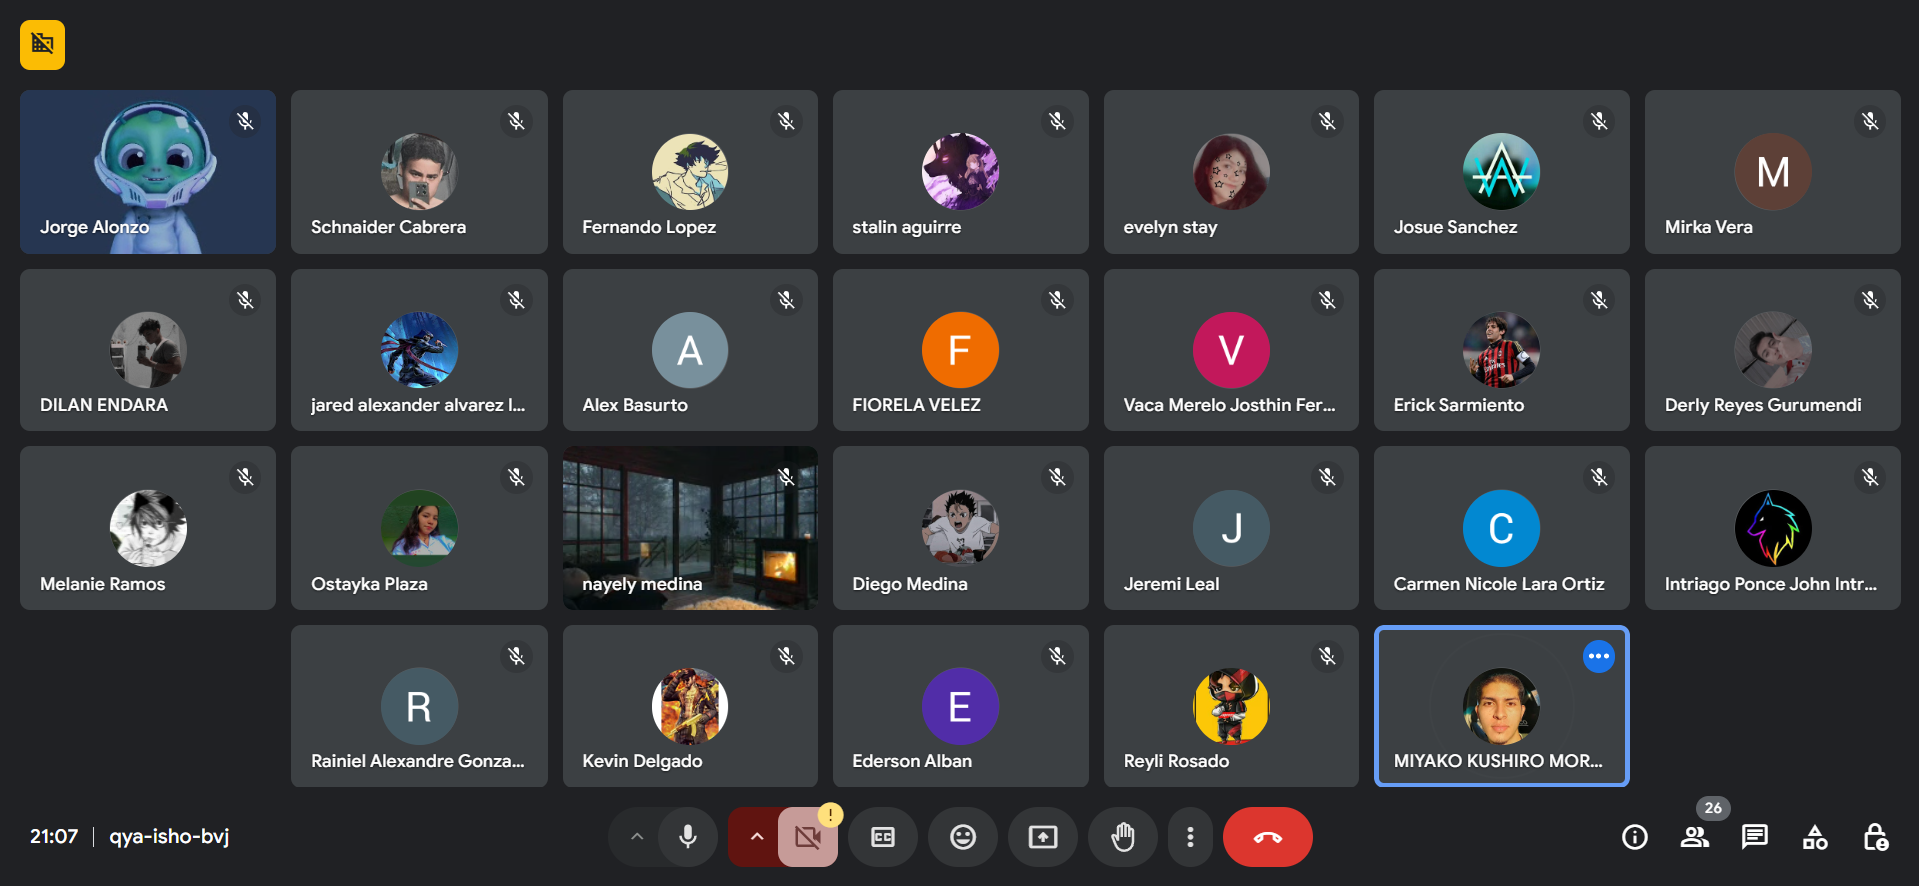 Jorge Alonzo
Schnaider Cabrera
Fernando Lopez
stalin aguirre
evelyn stay
Josue Sanchez
M
Mirka Vera
DILAN ENDARA
jared alexander alvarez l...
A
Alex Basurto
F
FIORELA VELEZ
V
Vaca Merelo Josthin Fer...
Erick Sarmiento
Derly Reyes Gurumendi
Melanie Ramos
Ostayka Plaza
nayely medina
Diego Medina
J
Jeremi Leal
C
Carmen Nicole Lara Ortiz
Intriago Ponce John Intr...
R
Rainiel Alexandre Gonza...
Kevin Delgado
E
Ederson Alban
Reyli Rosado
MIYAKO KUSHIRO MOR...
21:07 | qya-isho-bvj
!
CC
26